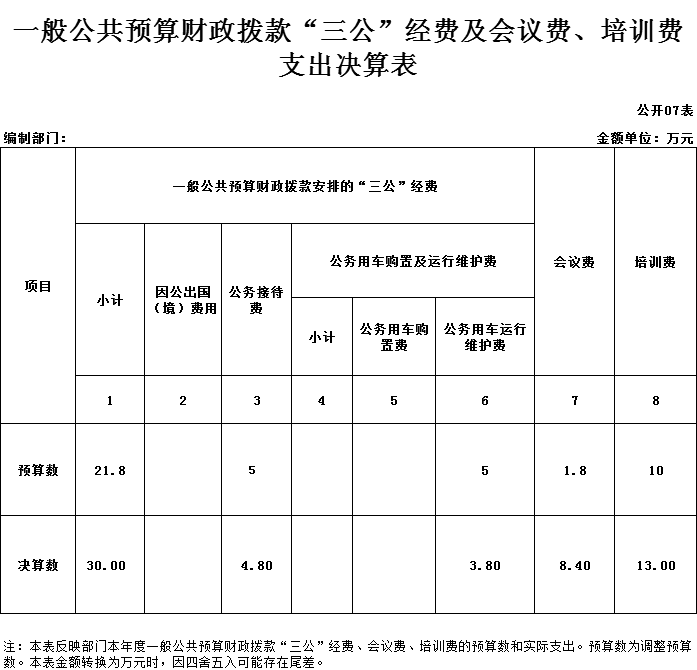 一般公共预算财政拨款“三公”经费及会议费、培训费
支出决算表
公开07表
编制部门：
金额单位：万元
项目
一般公共预算财政拨款安排的“三公”经费
会议费
培训费
小计
因公出国
（境）费用
公务接待
费
公务用车购置及运行维护费
小计
公务用车购
置费
公务用车运行
维护费
1 2 3 4 5 6 7 8
预算数 21.8 5 5 1.8 10
决算数 30.00 4.80 3.80 8.40 13.00
注：本表反映部门本年度一般公共预算财政拨款“三公”经费、会议费、培训费的预算数和实际支出。预算数为调整预算
数。本表金额转换为万元时，因四舍五入可能存在尾差。